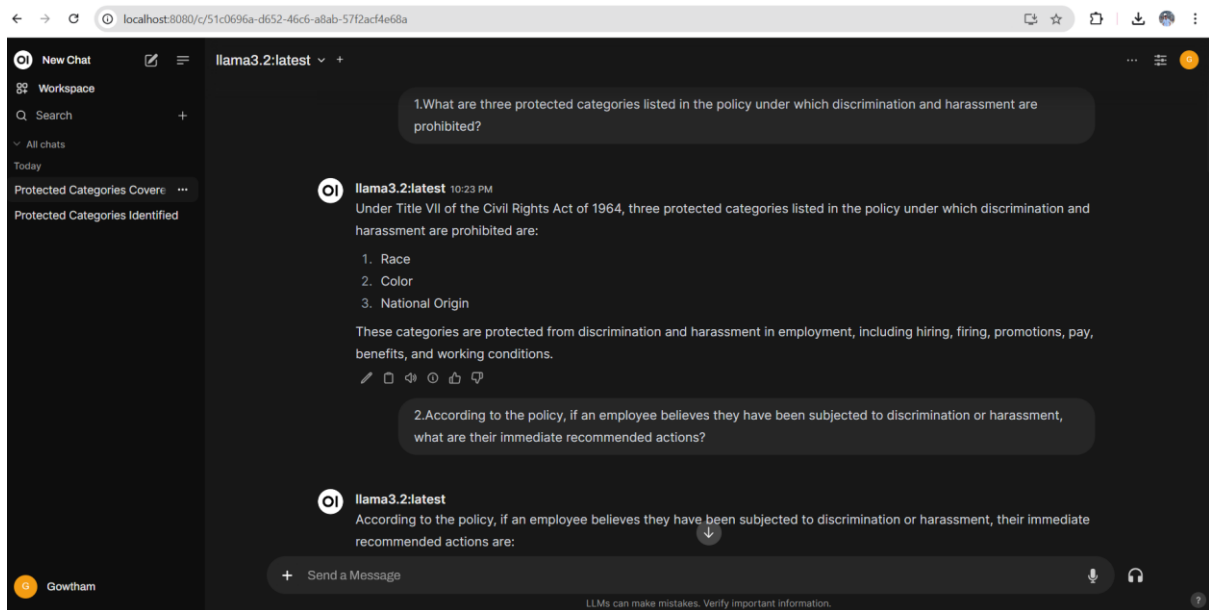 localhost:8080/c/51c0696a-d652-46c6-a8ab-57f2acf4e68a
OI New Chat
llama3.2:latest
G
Workspace
Search
All chats
Today
Protected Categories Covere
Protected Categories Identified
1.What are three protected categories listed in the policy under which discrimination and harassment are
prohibited?
OI llama3.2:latest 10:23 PM
Under Title VII of the Civil Rights Act of 1964, three protected categories listed in the policy under which discrimination and
harassment are prohibited are:
1. Race
2. Color
3. National Origin
These categories are protected from discrimination and harassment in employment, including hiring, firing, promotions, pay,
benefits, and working conditions.
2.According to the policy, if an employee believes they have been subjected to discrimination or harassment,
what are their immediate recommended actions?
OI llama3.2:latest
According to the policy, if an employee believes they have been subjected to discrimination or harassment, their immediate
recommended actions are:
Send a Message
G Gowtham
LLMs can make mistakes. Verify important information.
?